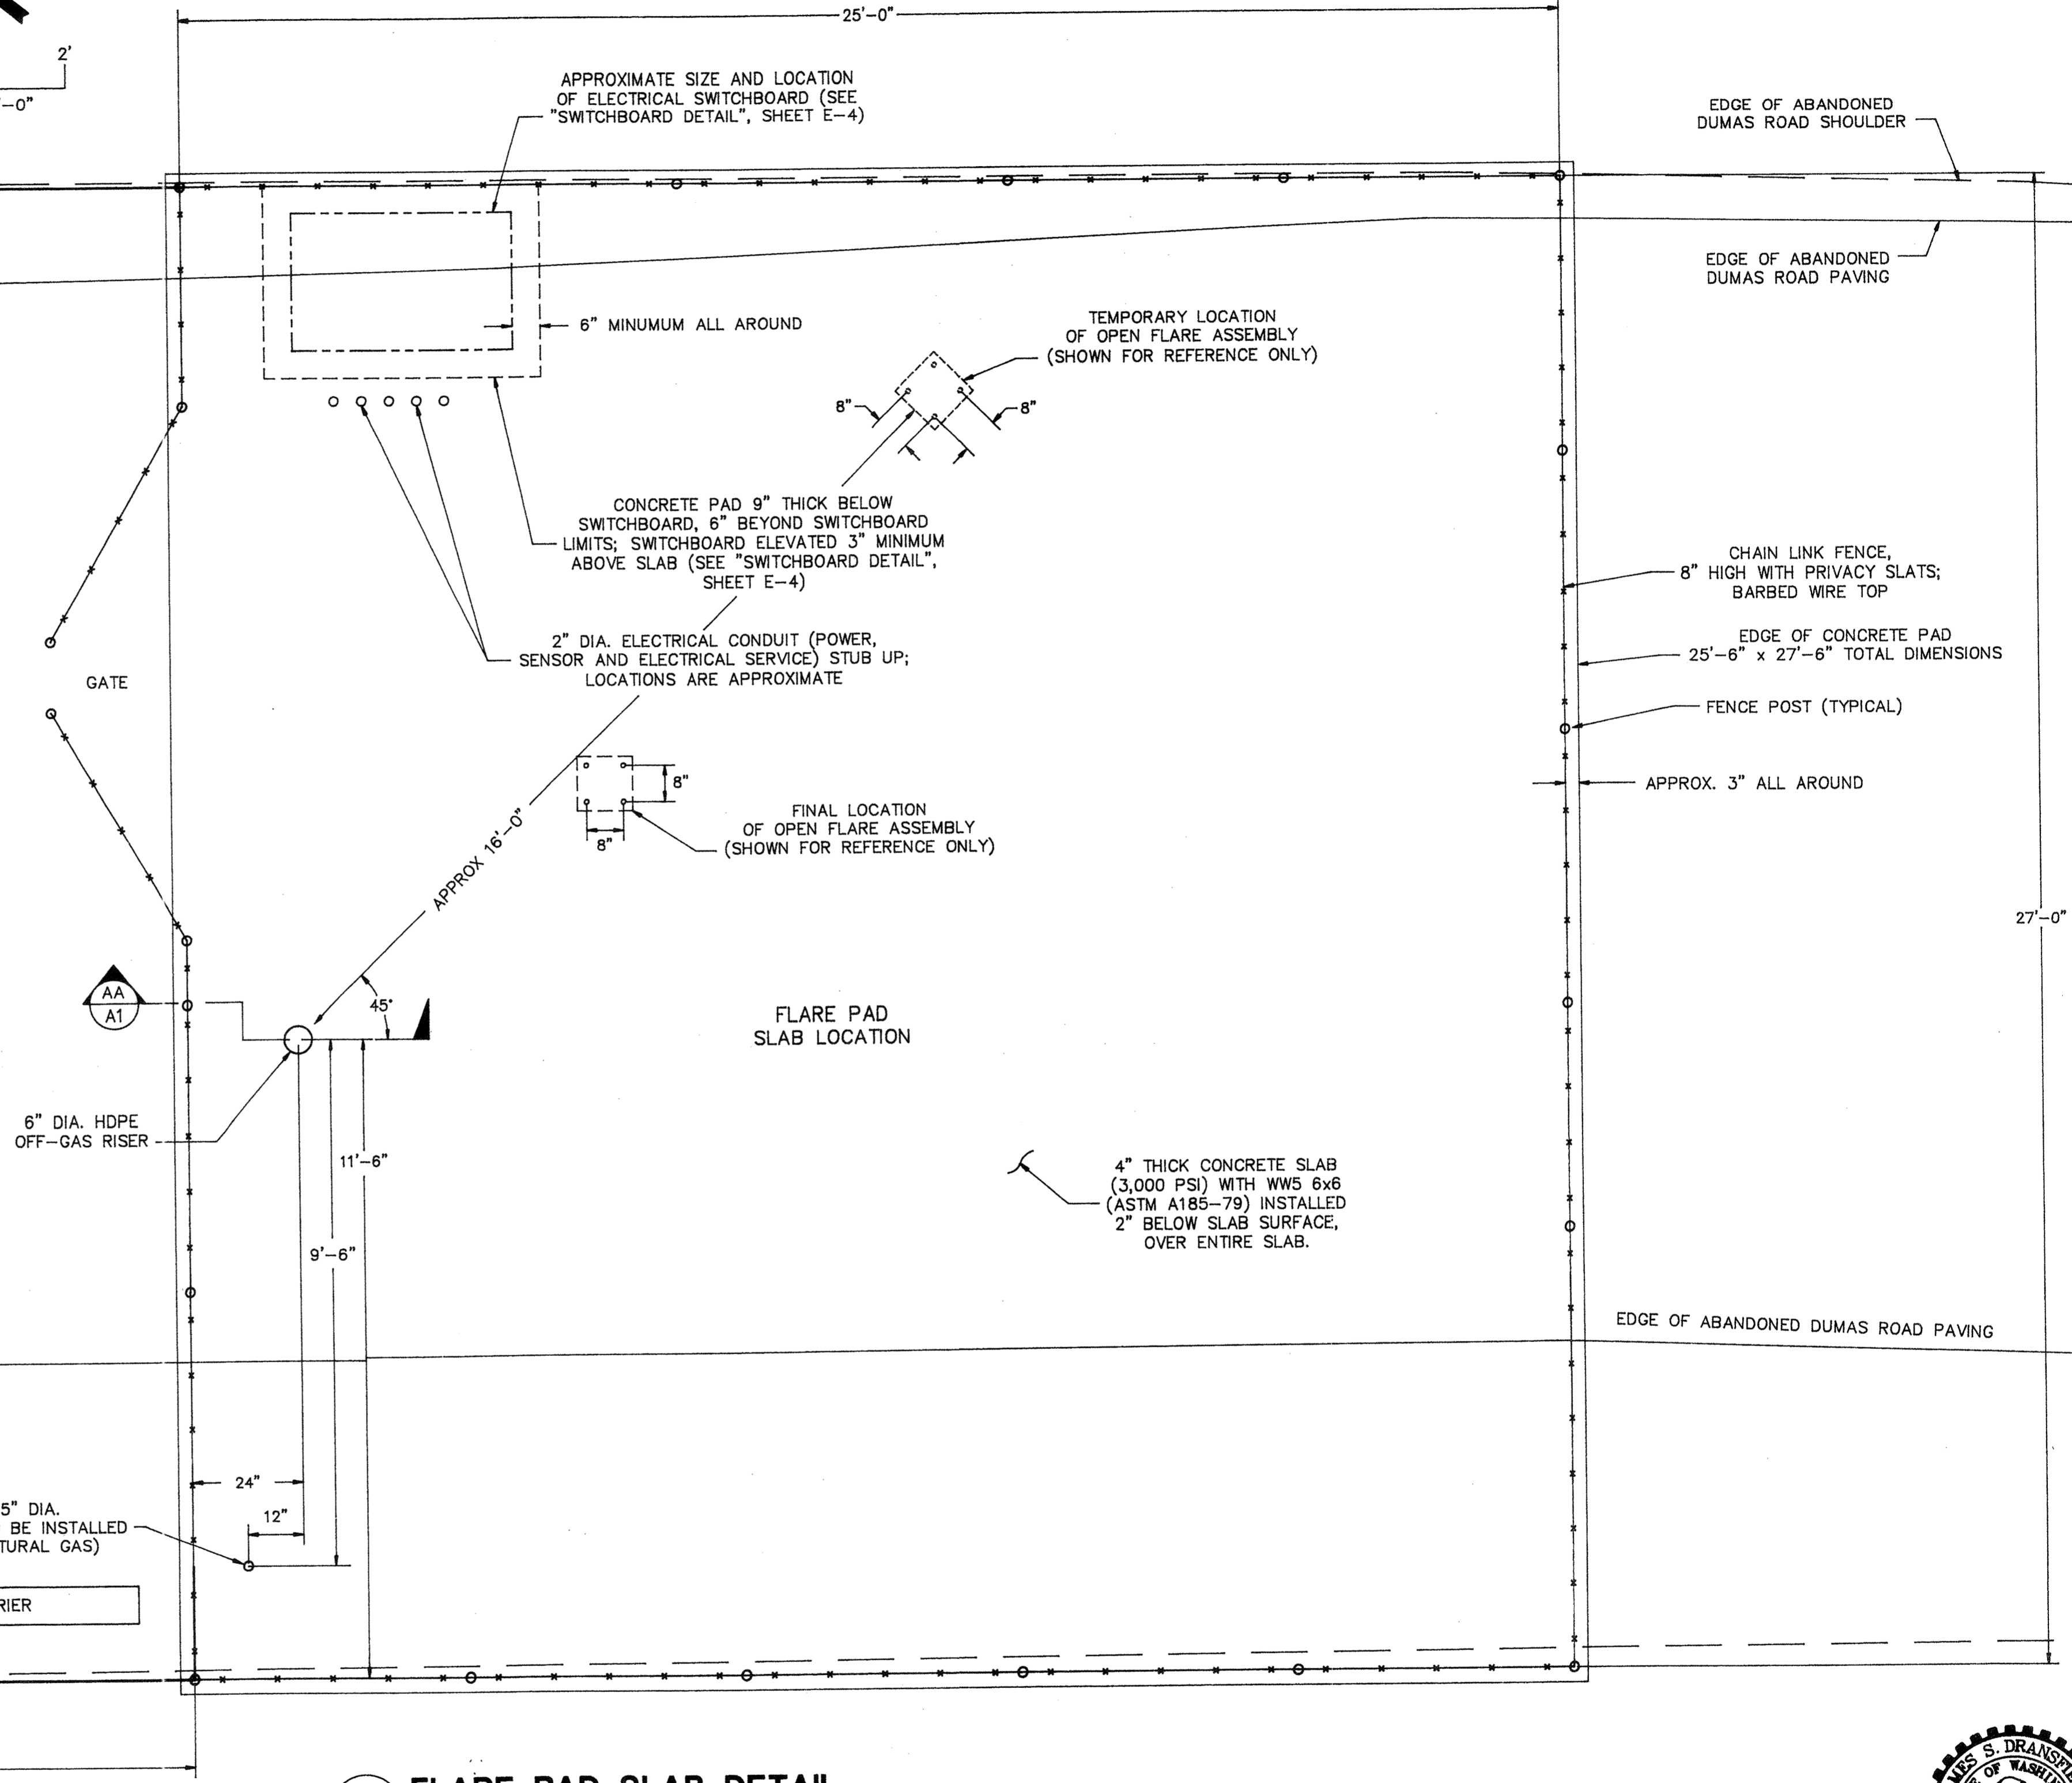 25'-0"
2'
'-0"
APPROXIMATE SIZE AND LOCATION
OF ELECTRICAL SWITCHBOARD (SEE
"SWITCHBOARD DETAIL", SHEET E-4)
EDGE OF ABANDONED
DUMAS ROAD SHOULDER
EDGE OF ABANDONED
DUMAS ROAD PAVING
6" MINUMUM ALL AROUND
TEMPORARY LOCATION
OF OPEN FLARE ASSEMBLY
(SHOWN FOR REFERENCE ONLY)
8"
8"
CONCRETE PAD 9" THICK BELOW
SWITCHBOARD, 6" BEYOND SWITCHBOARD
LIMITS; SWITCHBOARD ELEVATED 3" MINIMUM
ABOVE SLAB (SEE "SWITCHBOARD DETAIL",
SHEET E-4)
CHAIN LINK FENCE,
8" HIGH WITH PRIVACY SLATS;
BARBED WIRE TOP
2" DIA. ELECTRICAL CONDUIT (POWER,
SENSOR AND ELECTRICAL SERVICE) STUB UP;
LOCATIONS ARE APPROXIMATE
EDGE OF CONCRETE PAD
25'-6" x 27'-6" TOTAL DIMENSIONS
GATE
FENCE POST (TYPICAL)
8"
8"
APPROX. 3" ALL AROUND
FINAL LOCATION
OF OPEN FLARE ASSEMBLY
(SHOWN FOR REFERENCE ONLY)
APPROX 16'-0"
27'-0"
AA
A1
45°
FLARE PAD
SLAB LOCATION
6" DIA. HDPE
OFF-GAS RISER
11'-6"
4" THICK CONCRETE SLAB
(3,000 PSI) WITH WW5 6x6
(ASTM A185-79) INSTALLED
2" BELOW SLAB SURFACE,
OVER ENTIRE SLAB.
9'-6"
EDGE OF ABANDONED DUMAS ROAD PAVING
24"
12"
5" DIA.
BE INSTALLED
TURAL GAS)
RIER
FLARE PAD SLAB DETAIL
MES S. DRANSFI
OF WASHIN